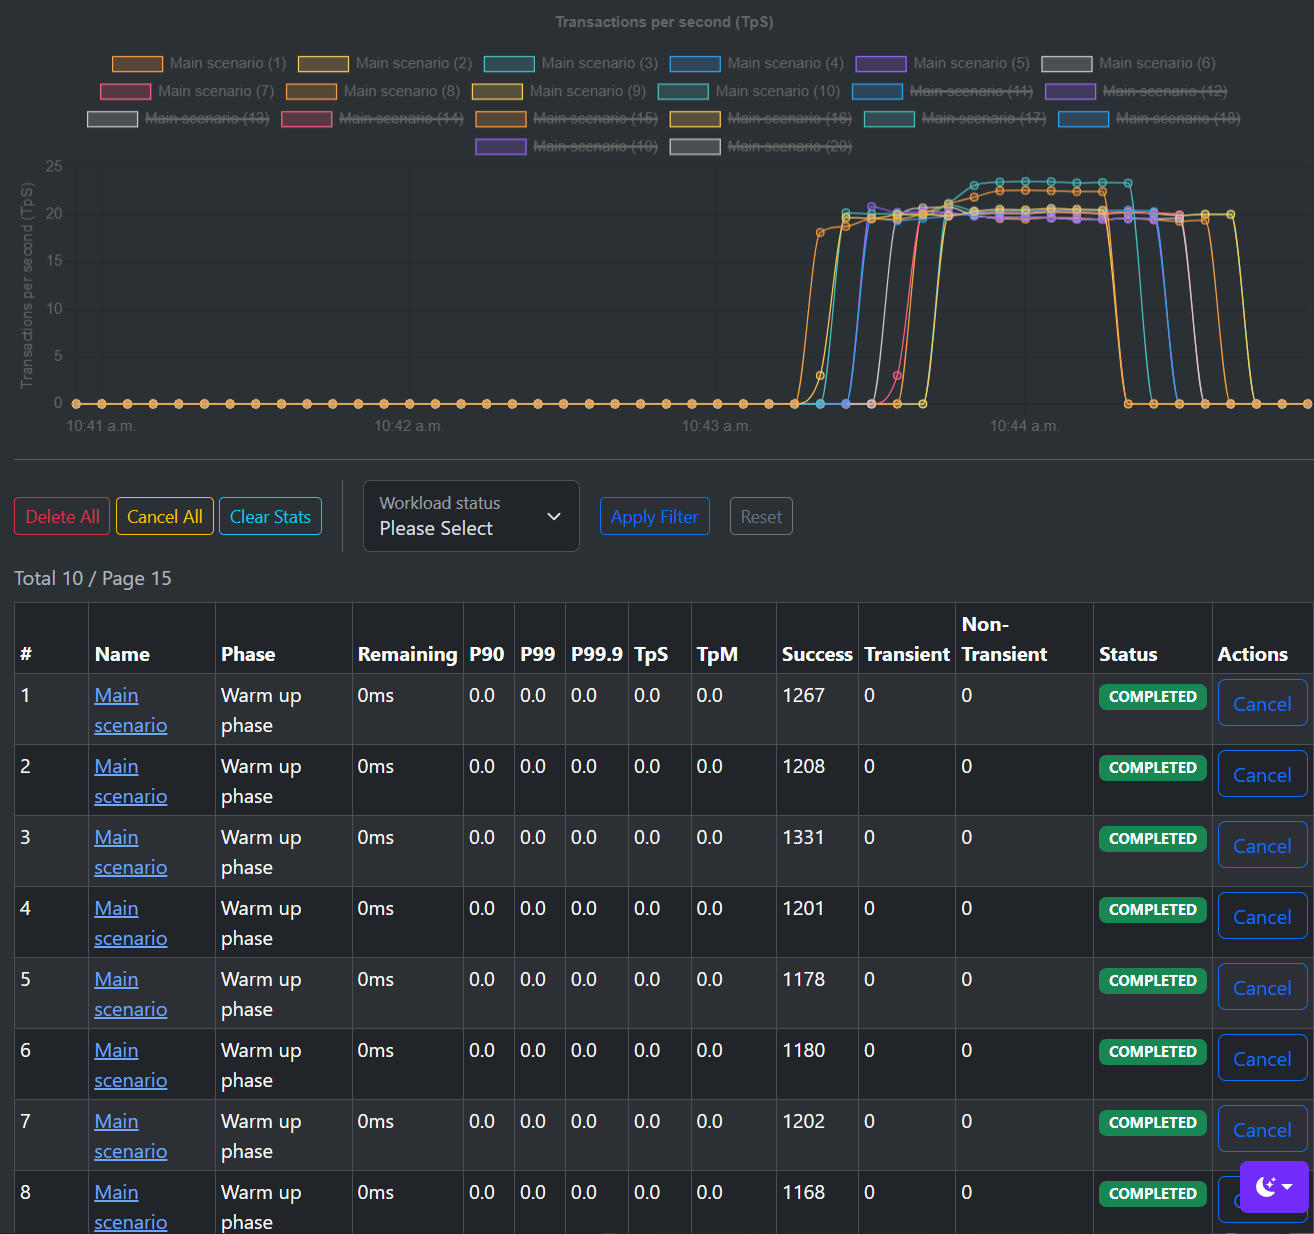 Transactions per second (TpS)
Main scenario (1) Main scenario (2) Main scenario (3) Main scenario (4) Main scenario (5) Main scenario (6)
Main scenario (7) Main scenario (8) Main scenario (9) Main scenario (10) Main scenario (11) Main scenario (12)
Main scenario (13) Main scenario (14) Main scenario (15) Main scenario (16) Main scenario (17) Main scenario (18)
Main scenario (19) Main scenario (20)
Transactions per second (TpS)
25
20
15
10
5
0
10:41 a.m. 10:42 a.m. 10:43 a.m. 10:44 a.m.
Delete All Cancel All Clear Stats Workload status Please Select Apply Filter Reset
Total 10 / Page 15
# Name Phase Remaining P90 P99 P99.9 TpS TpM Success Transient Non-Transient Status Actions
1 Main scenario Warm up phase 0ms 0.0 0.0 0.0 0.0 0.0 1267 0 0 COMPLETED Cancel
2 Main scenario Warm up phase 0ms 0.0 0.0 0.0 0.0 0.0 1208 0 0 COMPLETED Cancel
3 Main scenario Warm up phase 0ms 0.0 0.0 0.0 0.0 0.0 1331 0 0 COMPLETED Cancel
4 Main scenario Warm up phase 0ms 0.0 0.0 0.0 0.0 0.0 1201 0 0 COMPLETED Cancel
5 Main scenario Warm up phase 0ms 0.0 0.0 0.0 0.0 0.0 1178 0 0 COMPLETED Cancel
6 Main scenario Warm up phase 0ms 0.0 0.0 0.0 0.0 0.0 1180 0 0 COMPLETED Cancel
7 Main scenario Warm up phase 0ms 0.0 0.0 0.0 0.0 0.0 1202 0 0 COMPLETED Cancel
8 Main scenario Warm up phase 0ms 0.0 0.0 0.0 0.0 0.0 1168 0 0 COMPLETED